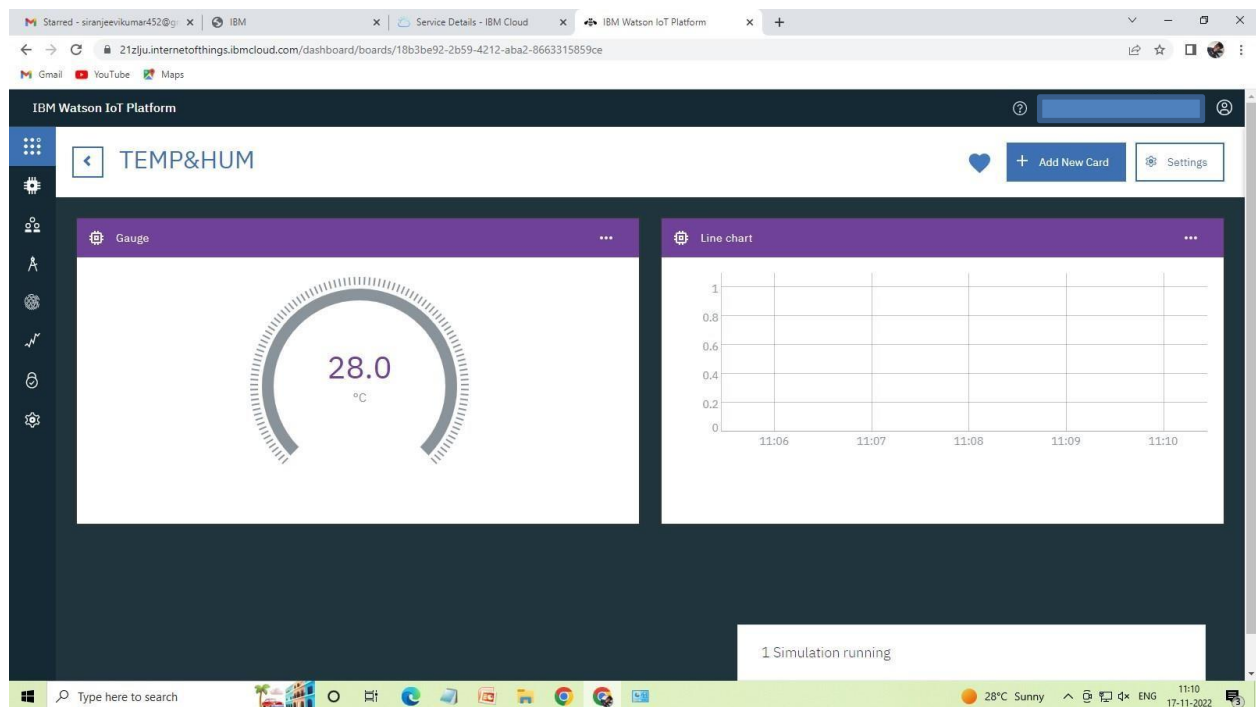 Starred - siranjeevikumar452@g
IBM
Service Details - IBM Cloud
IBM Watson IoT Platform
21zlju.internetofthings.ibmcloud.com/dashboard/boards/18b3be92-2b59-4212-aba2-8663315859ce
Gmail YouTube Maps
IBM Watson IoT Platform
TEMP&HUM
+ Add New Card
Settings
Gauge
28.0
°C
Line chart
1
0.8
0.6
0.4
0.2
0
11:06 11:07 11:08 11:09 11:10
1 Simulation running
Type here to search
28°C Sunny
ENG
11:10
17-11-2022
3